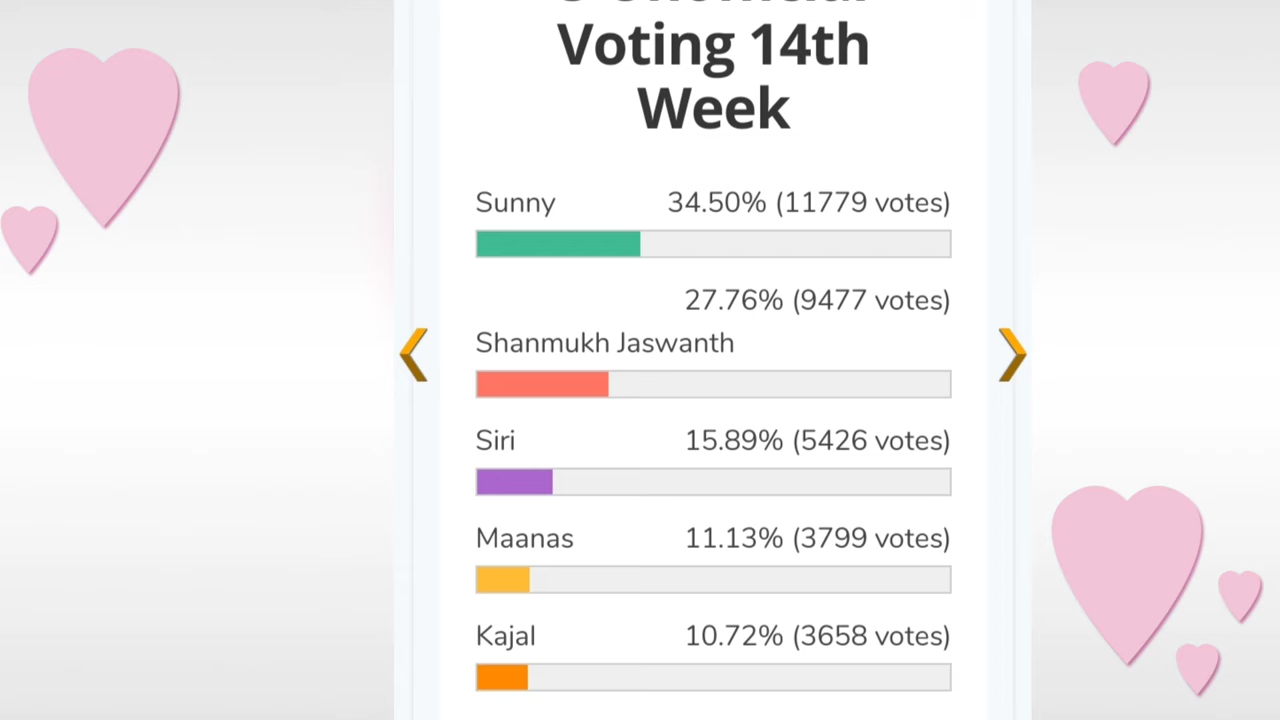 Voting 14th
Week
Sunny 34.50% (11779 votes)
27.76% (9477 votes)
Shanmukh Jaswanth
Siri 15.89% (5426 votes)
Maanas 11.13% (3799 votes)
Kajal 10.72% (3658 votes)